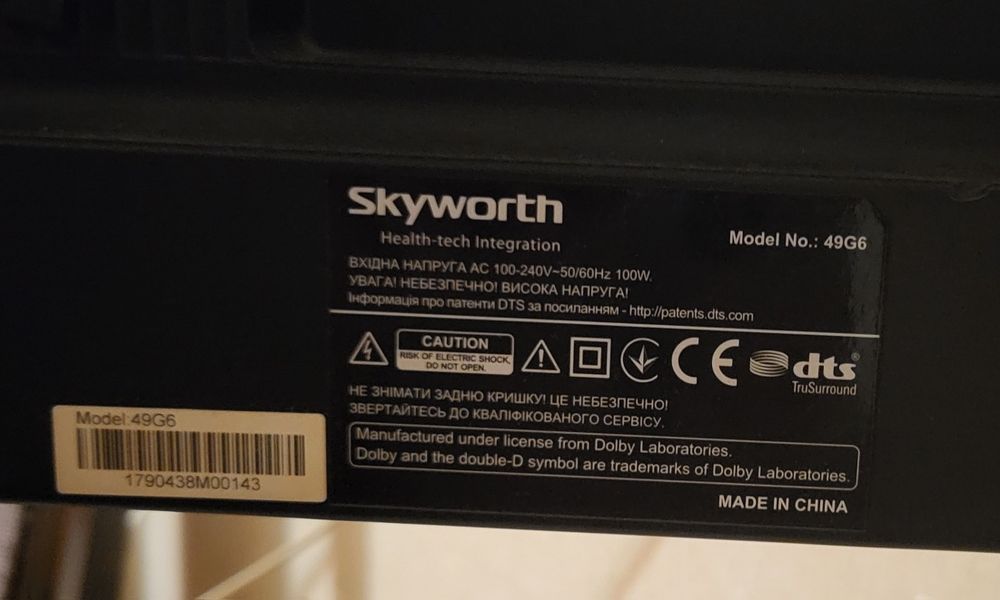 Skyworth
Health-tech Integration
Model No.: 49G6
ВХІДНА НАПРУГА AC 100-240V~50/60Hz 100W.
УВАГА! НЕБЕЗПЕЧНО! ВИСОКА НАПРУГА!
Інформація про патенти DTS за посиланням - http://patents.dts.com
CAUTION
RISK OF ELECTRIC SHOCK,
DO NOT OPEN.
CE
dts®
TruSurround
НЕ ЗНІМАТИ ЗАДНЮ КРИШКУ! ЦЕ НЕБЕЗПЕЧНО!
ЗВЕРТАЙТЕСЬ ДО КВАЛІФІКОВАНОГО СЕРВІСУ.
Manufactured under license from Dolby Laboratories.
Dolby and the double-D symbol are trademarks of Dolby Laboratories.
MADE IN CHINA
Model:49G6
1790438M00143